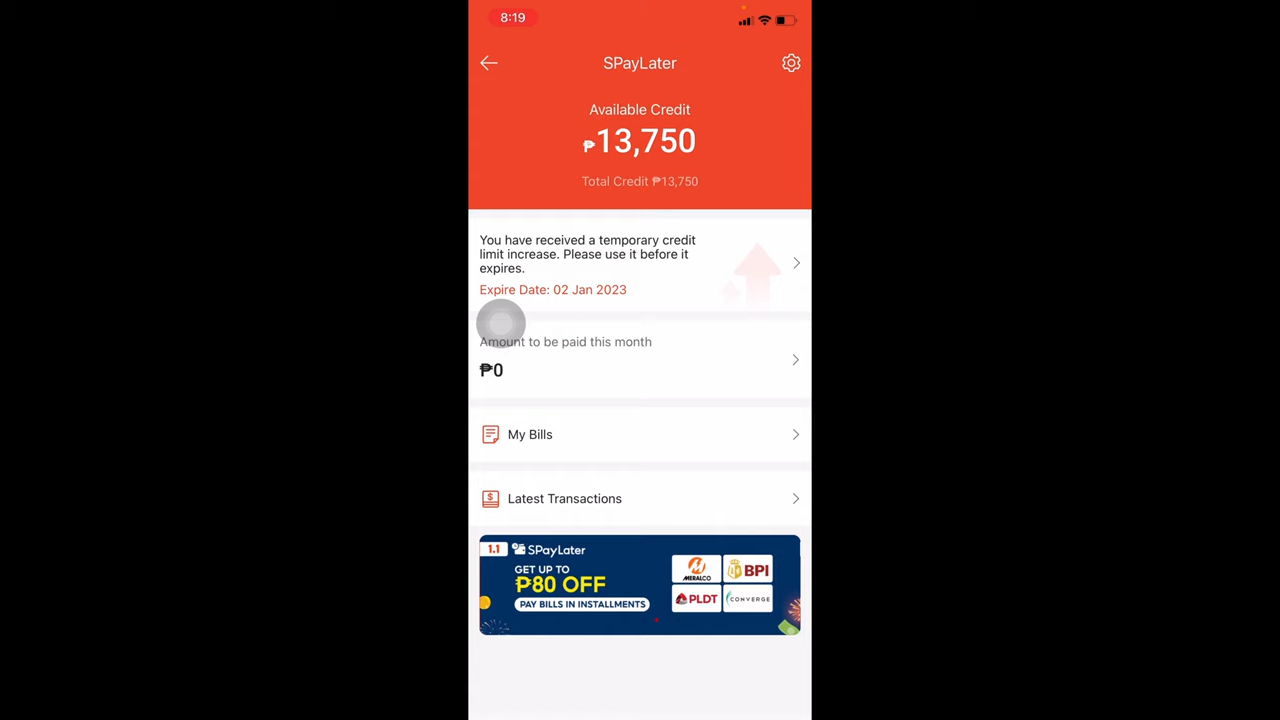 8:19
SPayLater
Available Credit
₱13,750
Total Credit ₱13,750
You have received a temporary credit
limit increase. Please use it before it
expires.
Expire Date: 02 Jan 2023
Amount to be paid this month
₱0
My Bills
Latest Transactions
1.1 SPayLater
GET UP TO
₱80 OFF
PAY BILLS IN INSTALLMENTS
MERALCO
BPI
PLDT
CONVERGE